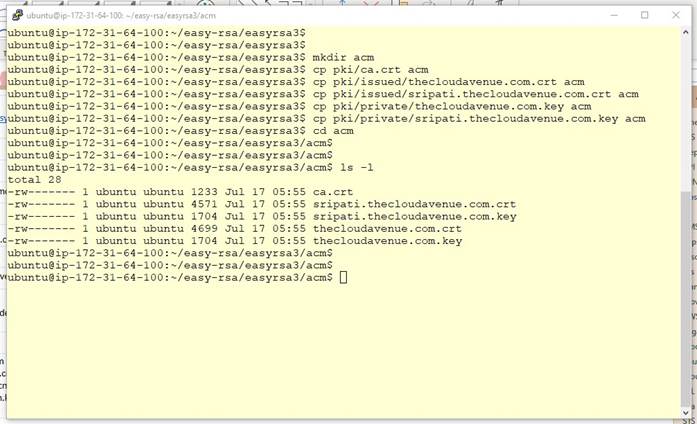 ubuntu@ip-172-31-64-100: ~/easy-rsa/easyrsa3/acm
ubuntu@ip-172-31-64-100:~/easy-rsa/easyrsa3$
ubuntu@ip-172-31-64-100:~/easy-rsa/easyrsa3$
ubuntu@ip-172-31-64-100:~/easy-rsa/easyrsa3$ mkdir acm
ubuntu@ip-172-31-64-100:~/easy-rsa/easyrsa3$ cp pki/ca.crt acm
ubuntu@ip-172-31-64-100:~/easy-rsa/easyrsa3$ cp pki/issued/thecloudavenue.com.crt acm
ubuntu@ip-172-31-64-100:~/easy-rsa/easyrsa3$ cp pki/issued/sripati.thecloudavenue.com.crt acm
ubuntu@ip-172-31-64-100:~/easy-rsa/easyrsa3$ cp pki/private/thecloudavenue.com.key acm
ubuntu@ip-172-31-64-100:~/easy-rsa/easyrsa3$ cp pki/private/sripati.thecloudavenue.com.key acm
ubuntu@ip-172-31-64-100:~/easy-rsa/easyrsa3$ cd acm
ubuntu@ip-172-31-64-100:~/easy-rsa/easyrsa3/acm$
ubuntu@ip-172-31-64-100:~/easy-rsa/easyrsa3/acm$
ubuntu@ip-172-31-64-100:~/easy-rsa/easyrsa3/acm$ ls -l
total 28
-rw------- 1 ubuntu ubuntu 1233 Jul 17 05:55 ca.crt
-rw------- 1 ubuntu ubuntu 4571 Jul 17 05:55 sripati.thecloudavenue.com.crt
-rw------- 1 ubuntu ubuntu 1704 Jul 17 05:55 sripati.thecloudavenue.com.key
-rw------- 1 ubuntu ubuntu 4699 Jul 17 05:55 thecloudavenue.com.crt
-rw------- 1 ubuntu ubuntu 1704 Jul 17 05:55 thecloudavenue.com.key
ubuntu@ip-172-31-64-100:~/easy-rsa/easyrsa3/acm$
ubuntu@ip-172-31-64-100:~/easy-rsa/easyrsa3/acm$
ubuntu@ip-172-31-64-100:~/easy-rsa/easyrsa3/acm$